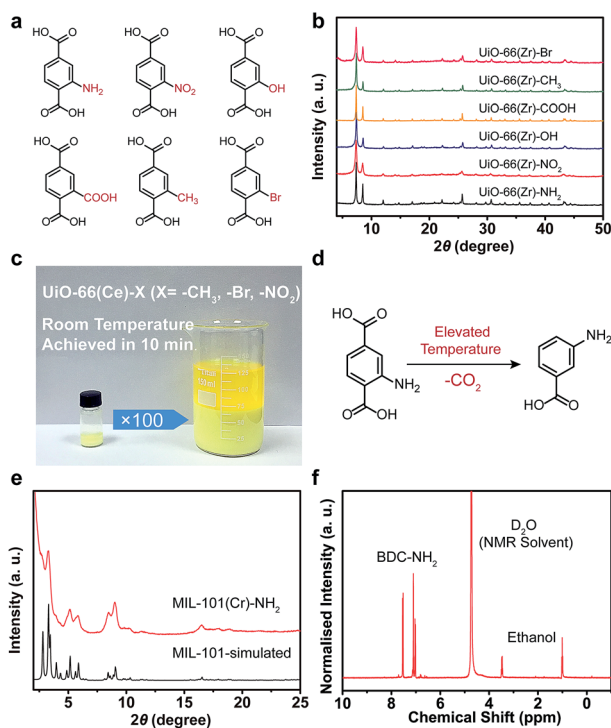 a
HO O
HO O
HO O
NH₂
NO₂
OH
O OH
O OH
O OH
HO O
HO O
HO O
COOH
CH₃
Br
O OH
O OH
O OH
b
Intensity (a. u.)
UiO-66(Zr)-Br
UiO-66(Zr)-CH₃
UiO-66(Zr)-COOH
UiO-66(Zr)-OH
UiO-66(Zr)-NO₂
UiO-66(Zr)-NH₂
10 20 30 40 50
2θ (degree)
c
UiO-66(Ce)-X (X= -CH₃, -Br, -NO₂)
Room Temperature
Achieved in 10 min
×100
d
HO O
NH₂
O OH
Elevated
Temperature
-CO₂
NH₂
HO O
e
Intensity (a. u.)
MIL-101(Cr)-NH₂
MIL-101-simulated
5 10 15 20 25
2θ (degree)
f
Normalised Intensity (a. u.)
D₂O
(NMR Solvent)
BDC-NH₂
Ethanol
10 8 6 4 2 0
Chemical Shift (ppm)